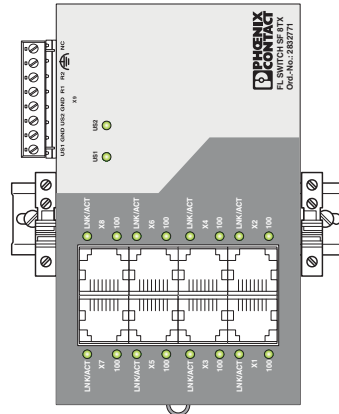 PHŒNIX
CONTACT
FL SWITCH SF 8TX
Ord.-No.: 2832771
US1 GND US2 GND R1 R2 NC
X9
US1
US2
LNK/ACT X8 100
LNK/ACT X6 100
LNK/ACT X4 100
LNK/ACT X2 100
LNK/ACT X7 100
LNK/ACT X5 100
LNK/ACT X3 100
LNK/ACT X1 100